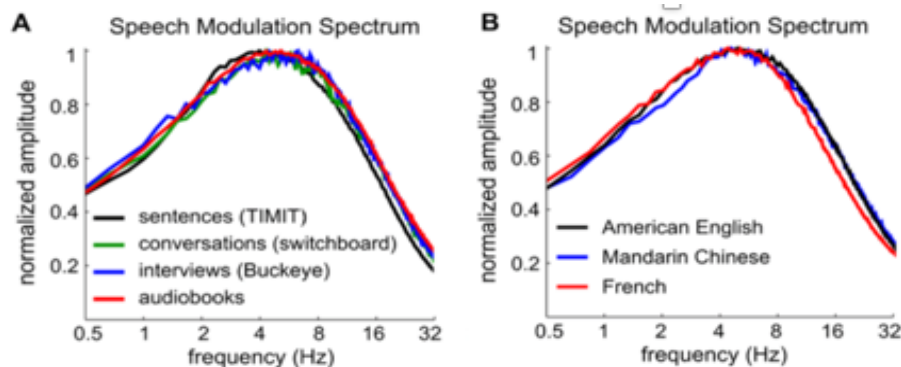 A
Speech Modulation Spectrum
normalized amplitude
1
0.8
0.6
0.4
0.2
sentences (TIMIT)
conversations (switchboard)
interviews (Buckeye)
audiobooks
0.5 1 2 4 8 16 32
frequency (Hz)
B
Speech Modulation Spectrum
normalized amplitude
1
0.8
0.6
0.4
0.2
American English
Mandarin Chinese
French
0.5 1 2 4 8 16 32
frequency (Hz)